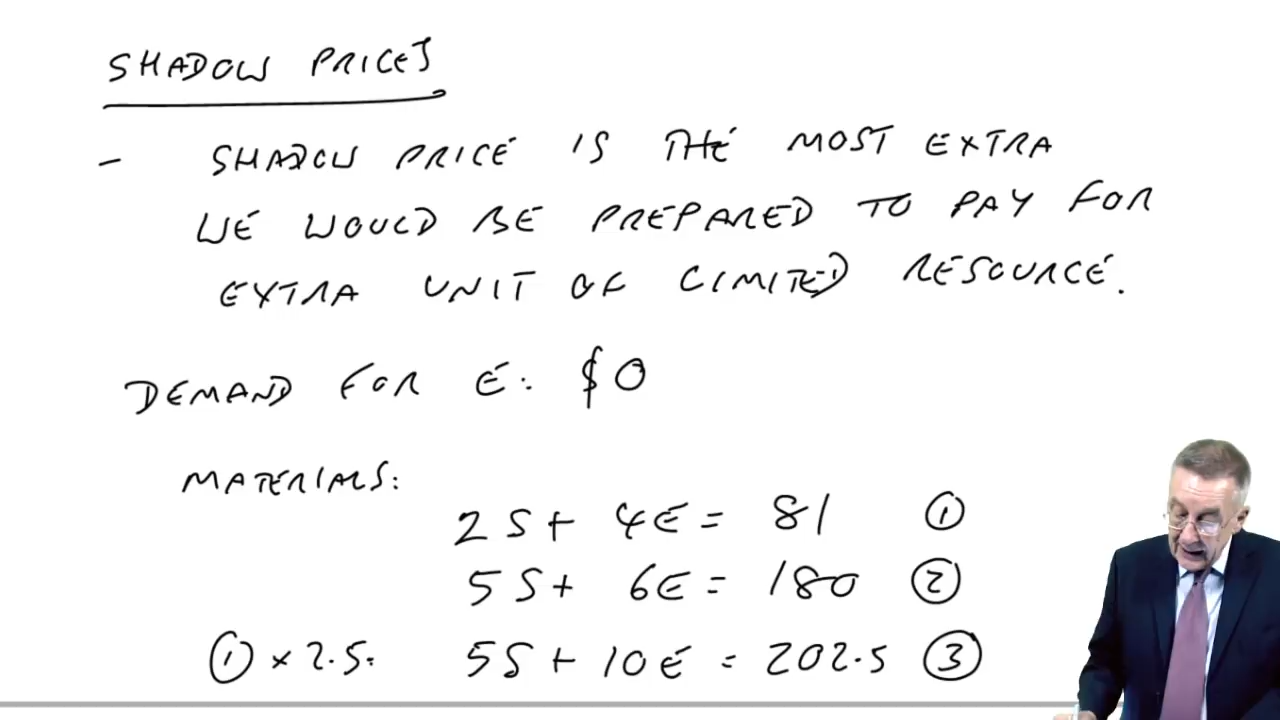 SHADOW PRICES
- SHADOW PRICE IS THE MOST EXTRA
WE WOULD BE PREPARED TO PAY FOR
EXTRA UNIT OF LIMITED RESOURCE.
DEMAND FOR E: $0
MATERIALS:
2S + 4E = 81 ①
5S + 6E = 180 ②
① × 2.5: 5S + 10E = 202.5 ③